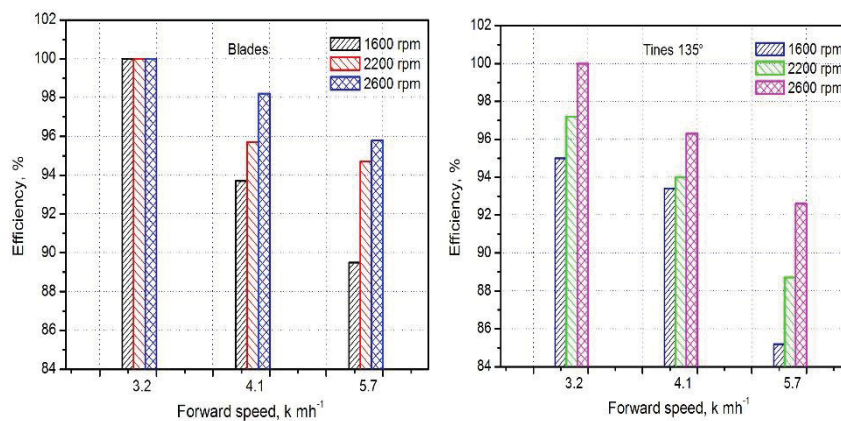 102
100
98
96
94
92
90
88
86
84
Efficiency, %
Blades
1600 rpm
2200 rpm
2600 rpm
3.2 4.1 5.7
Forward speed, k mh-1
102
100
98
96
94
92
90
88
86
84
Efficiency, %
Tines 135°
1600 rpm
2200 rpm
2600 rpm
3.2 4.1 5.7
Forward speed, k mh-1